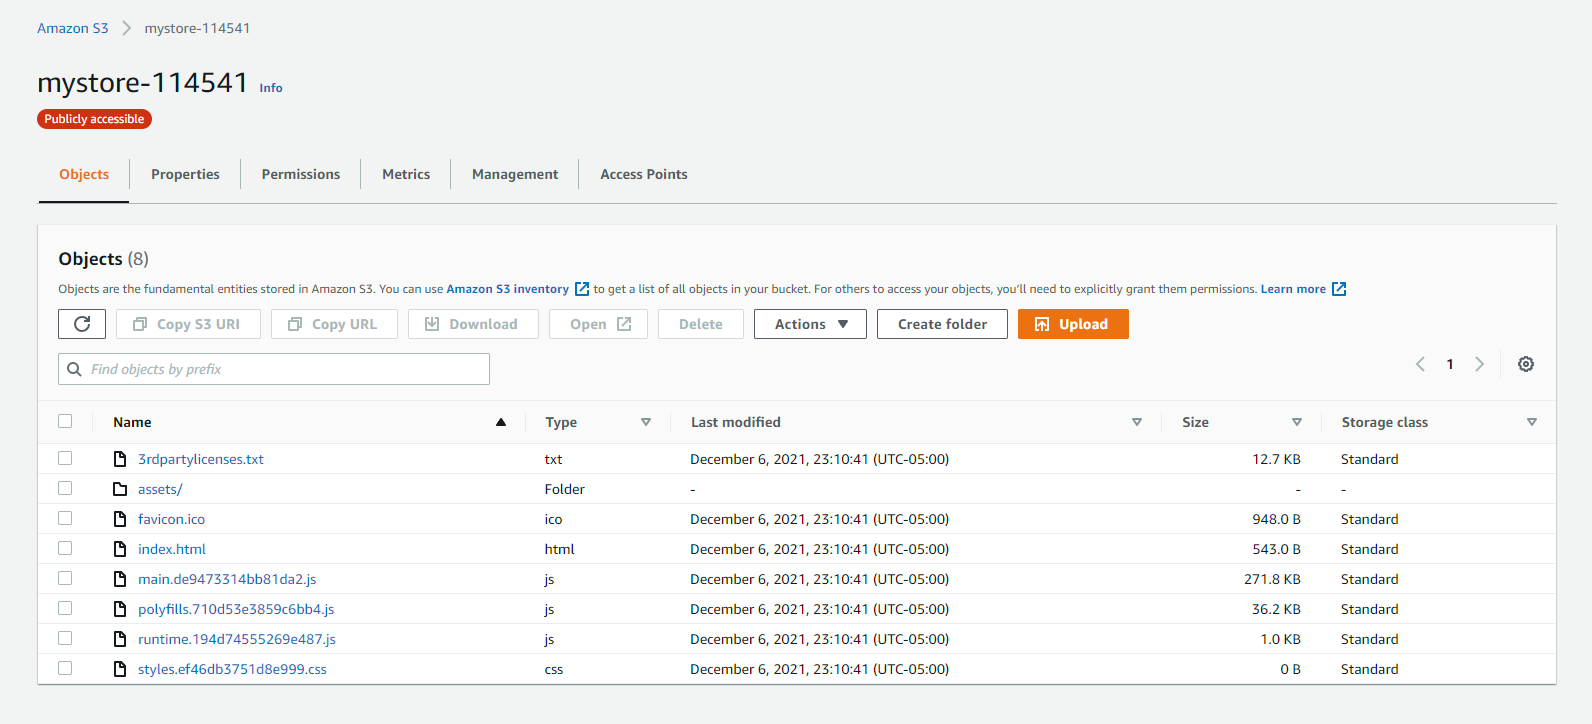 Amazon S3 > mystore-114541
mystore-114541 Info
Publicly accessible
Objects Properties Permissions Metrics Management Access Points
Objects (8)
Objects are the fundamental entities stored in Amazon S3. You can use Amazon S3 inventory to get a list of all objects in your bucket. For others to access your objects, you'll need to explicitly grant them permissions. Learn more
Copy S3 URI Copy URL Download Open Delete Actions Create folder Upload
Find objects by prefix 1
Name Type Last modified Size Storage class
3rdpartylicenses.txt txt December 6, 2021, 23:10:41 (UTC-05:00) 12.7 KB Standard
assets/ Folder - - -
favicon.ico ico December 6, 2021, 23:10:41 (UTC-05:00) 948.0 B Standard
index.html html December 6, 2021, 23:10:41 (UTC-05:00) 543.0 B Standard
main.de9473314bb81da2.js js December 6, 2021, 23:10:41 (UTC-05:00) 271.8 KB Standard
polyfills.710d53e3859c6bb4.js js December 6, 2021, 23:10:41 (UTC-05:00) 36.2 KB Standard
runtime.194d74555269e487.js js December 6, 2021, 23:10:41 (UTC-05:00) 1.0 KB Standard
styles.ef46db3751d8e999.css css December 6, 2021, 23:10:41 (UTC-05:00) 0 B Standard